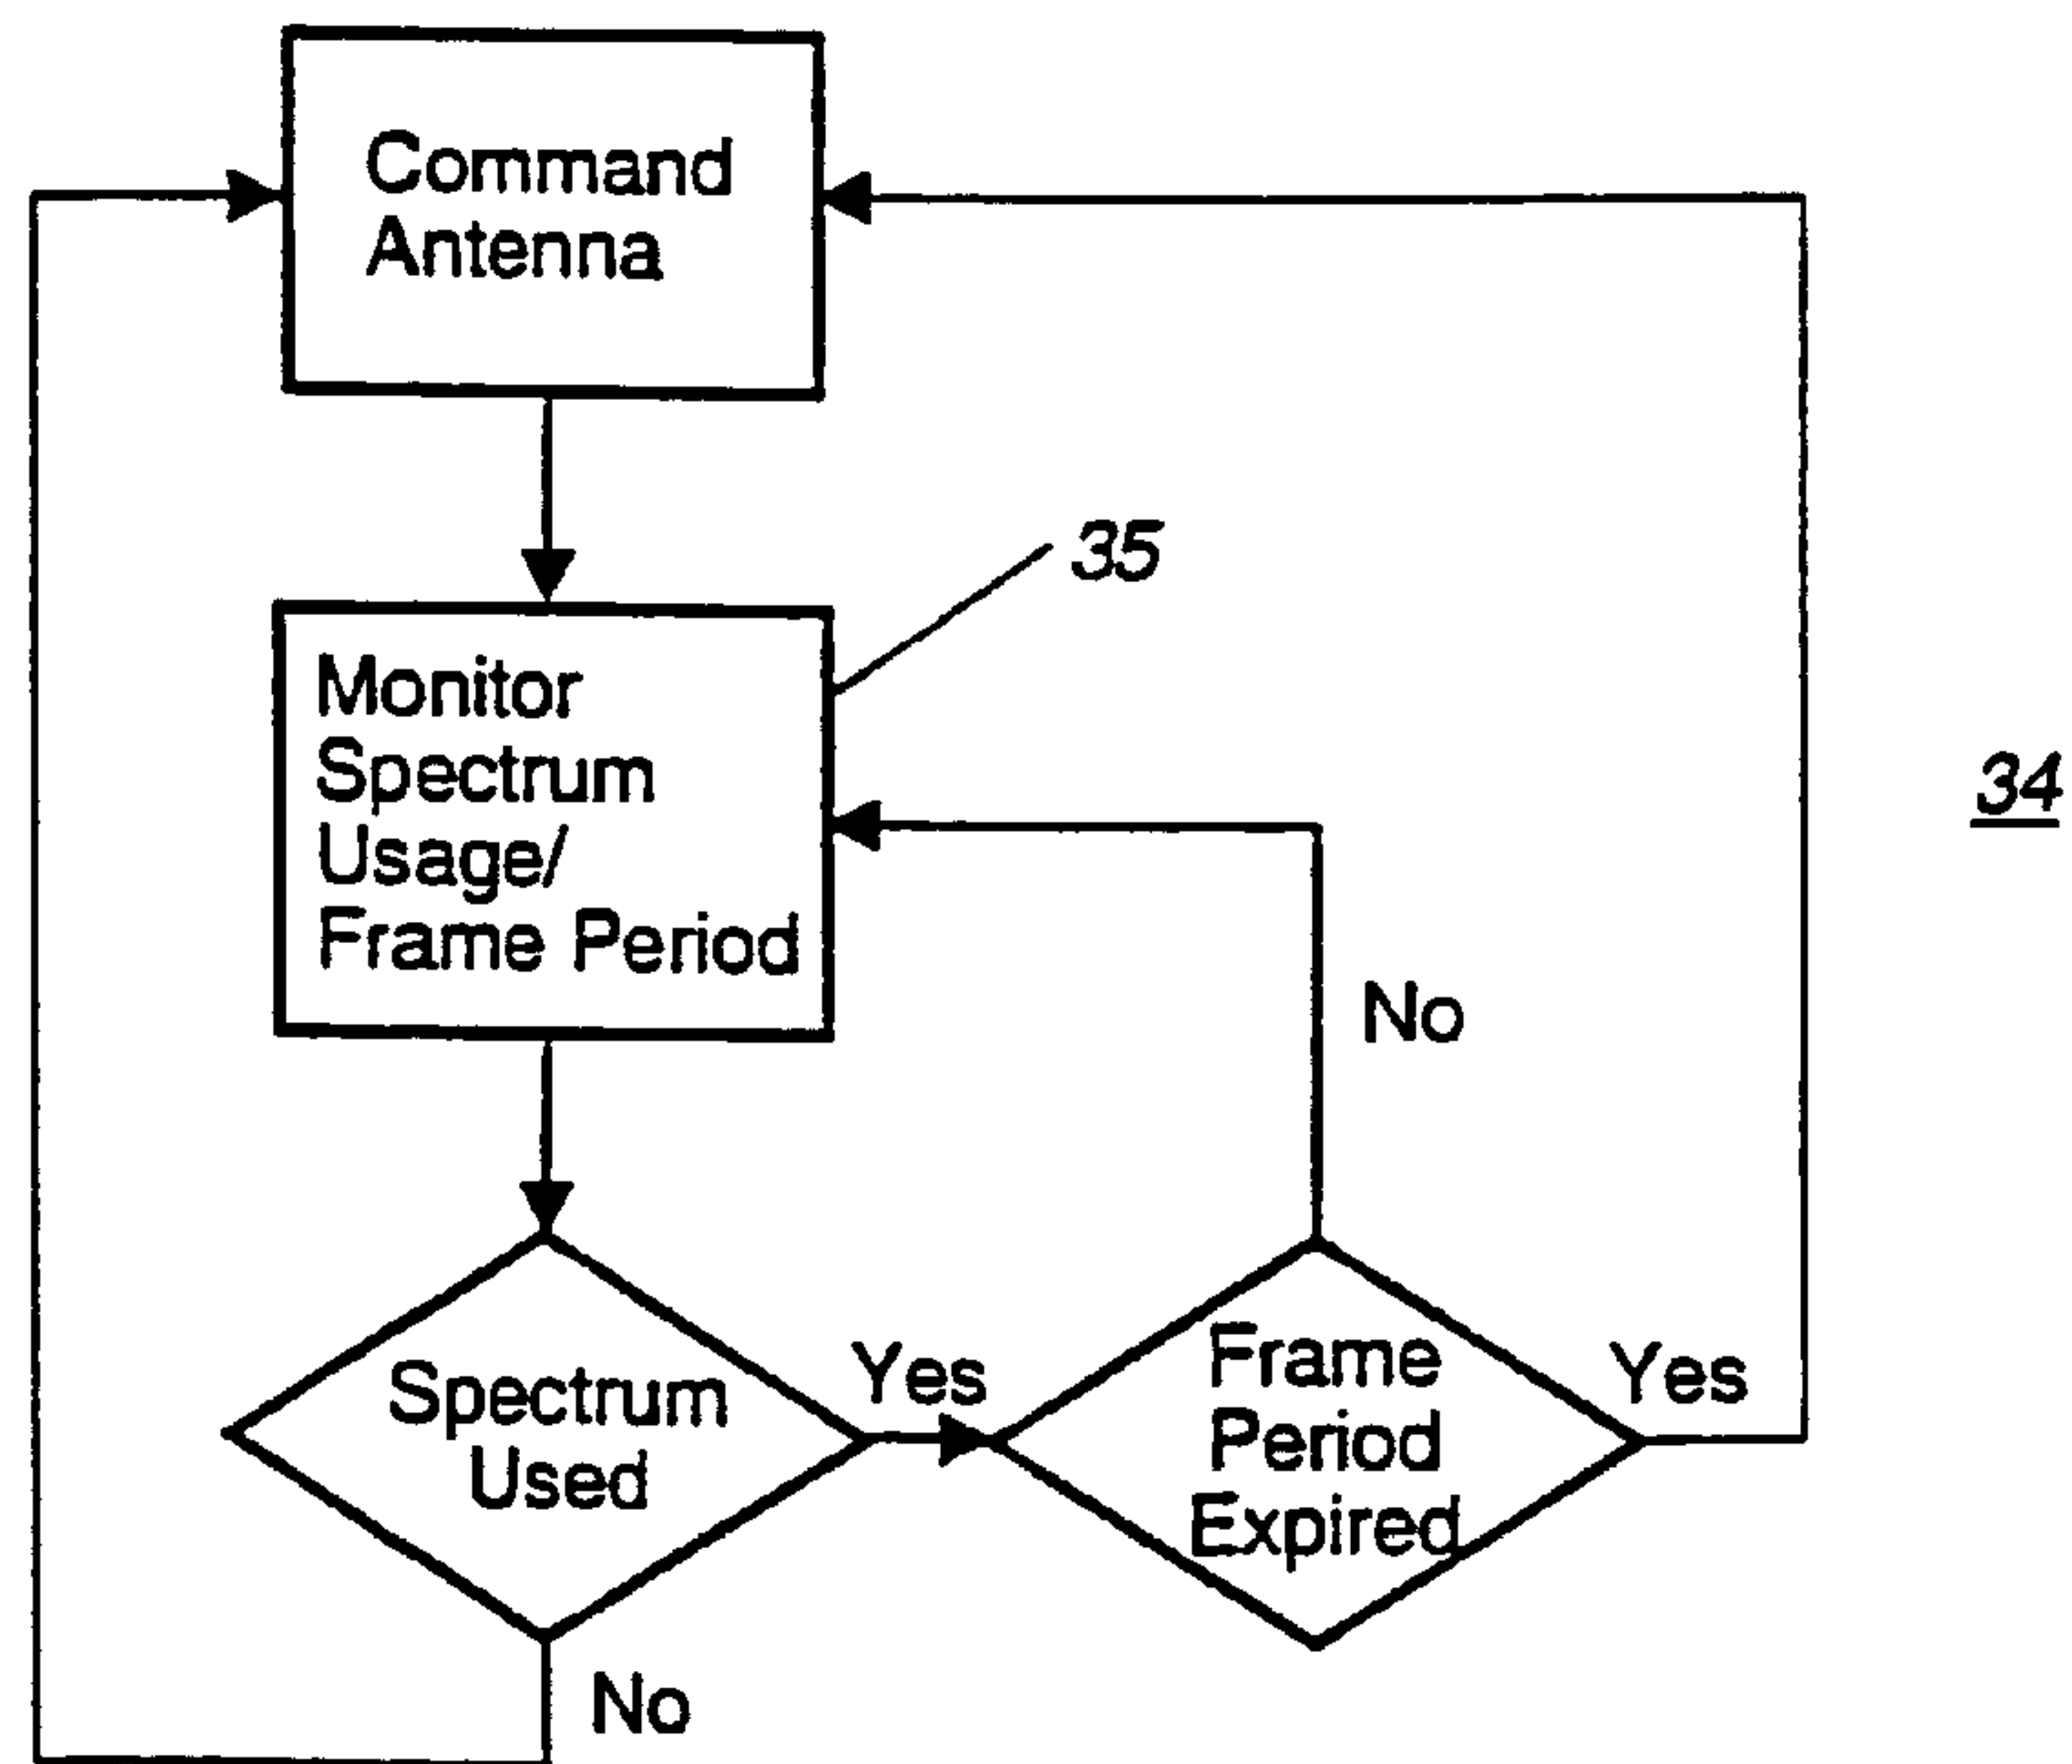 Command
Antenna
35
Monitor
Spectrum
Usage/
Frame Period
34
No
Spectrum
Used
Yes
Frame
Period
Expired
Yes
No